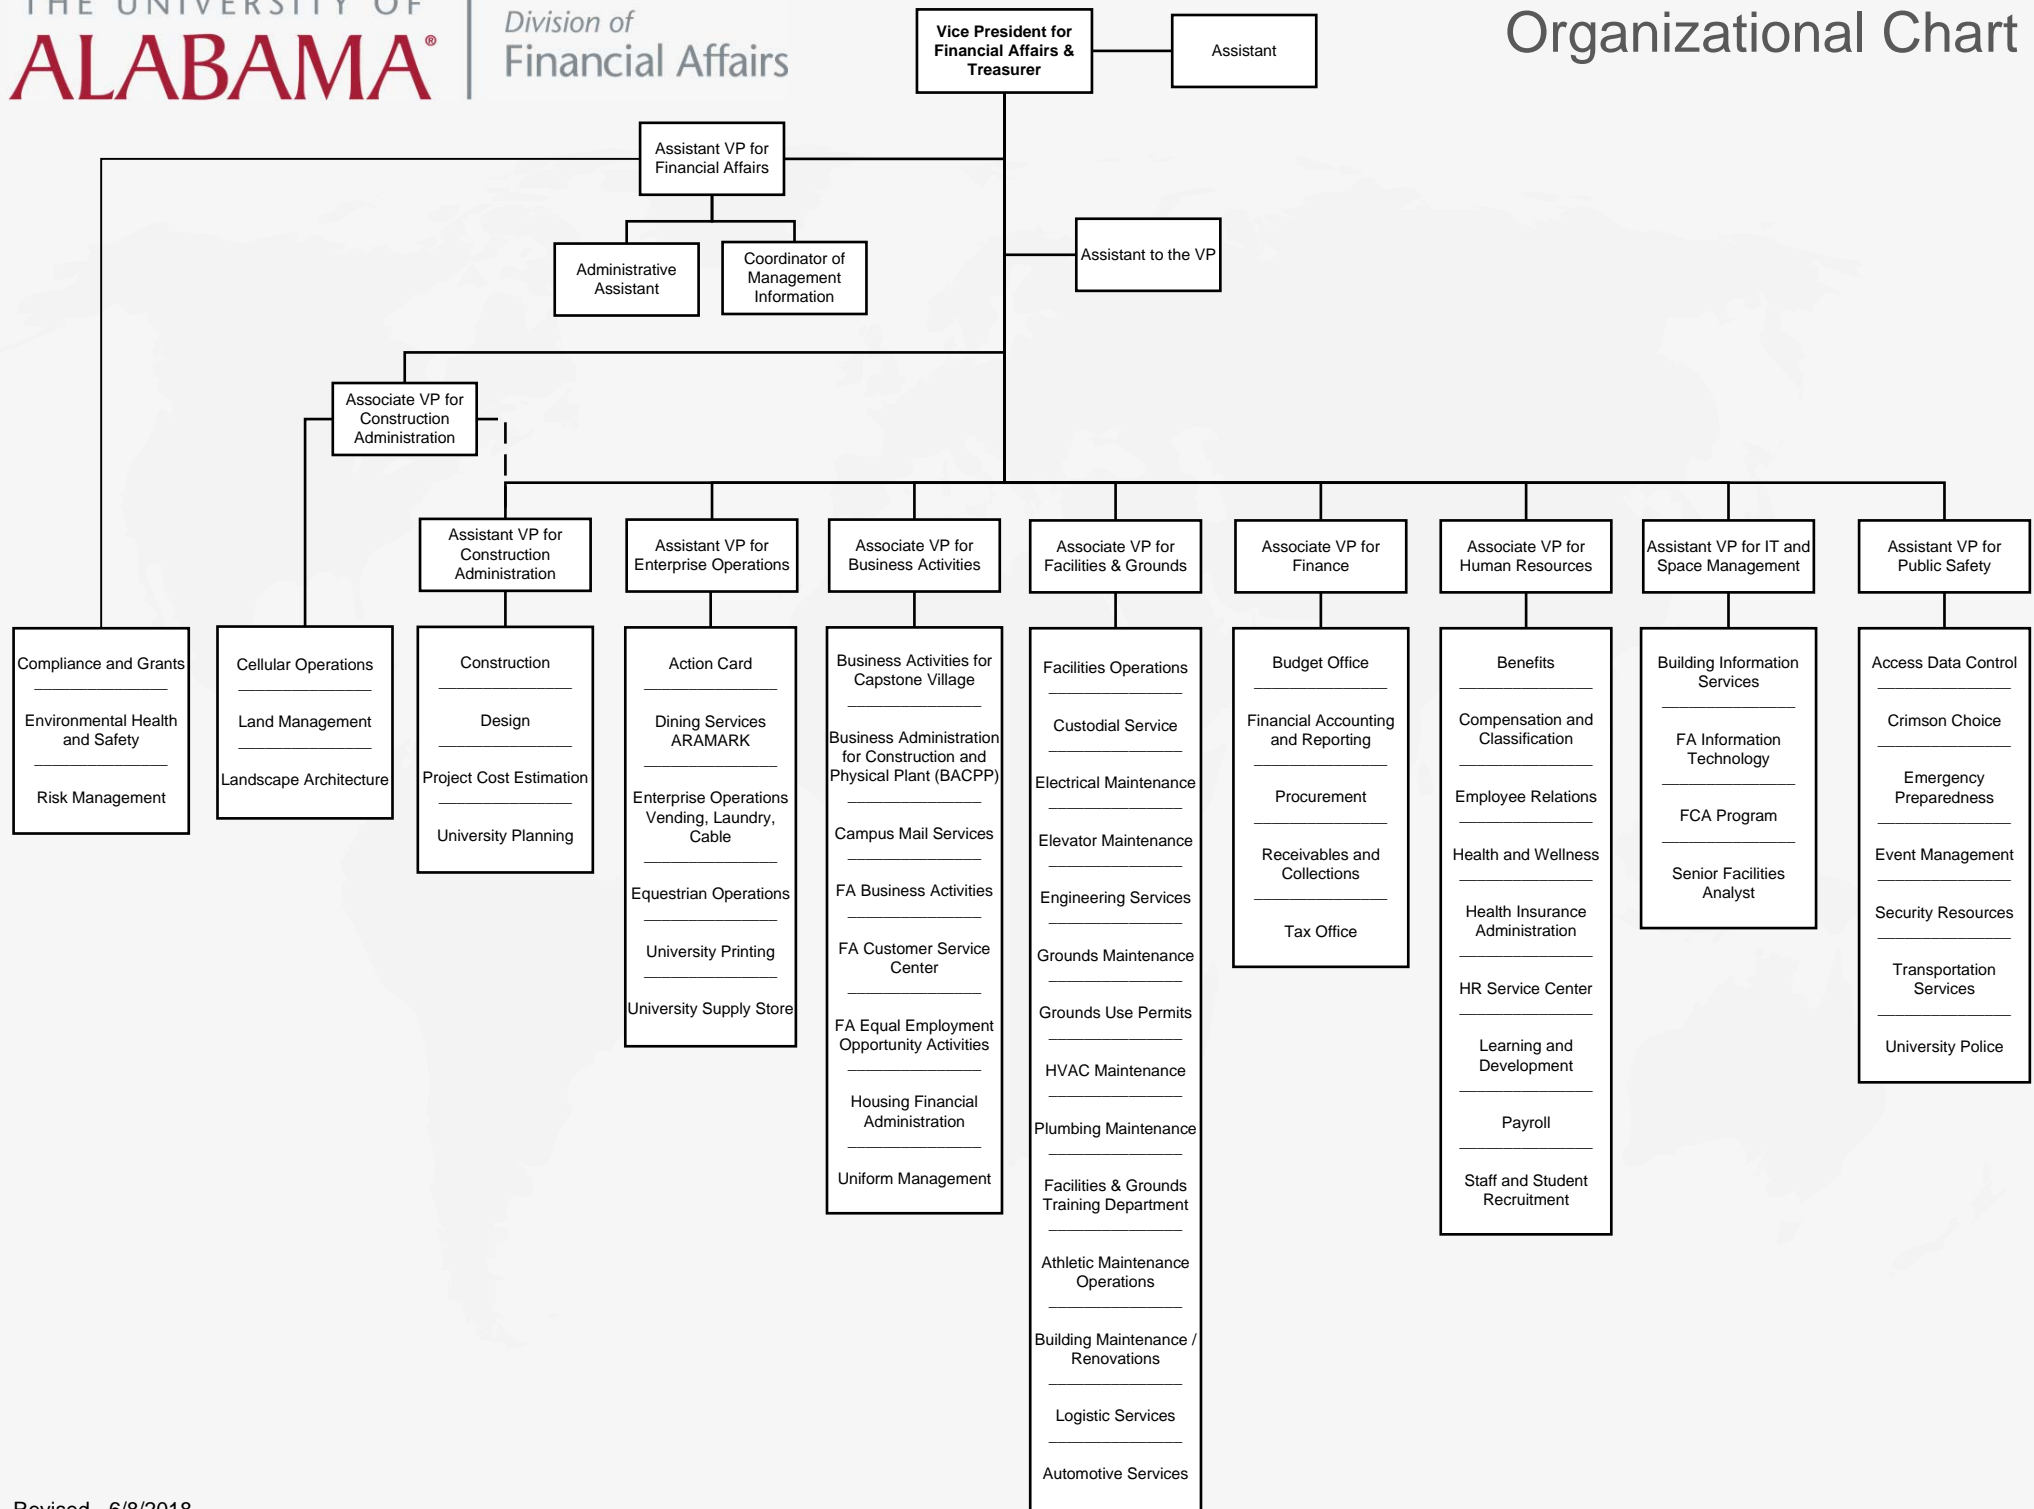 THE UNIVERSITY OF
ALABAMA®
Division of
Financial Affairs
Organizational Chart
Vice President for
Financial Affairs &
Treasurer
Assistant
Assistant VP for
Financial Affairs
Administrative
Assistant
Coordinator of
Management
Information
Assistant to the VP
Associate VP for
Construction
Administration
Assistant VP for
Construction
Administration
Assistant VP for
Enterprise Operations
Associate VP for
Business Activities
Associate VP for
Facilities & Grounds
Associate VP for
Finance
Associate VP for
Human Resources
Assistant VP for IT and
Space Management
Assistant VP for
Public Safety
Compliance and Grants
Environmental Health
and Safety
Risk Management
Cellular Operations
Land Management
Landscape Architecture
Construction
Design
Project Cost Estimation
University Planning
Action Card
Dining Services
ARAMARK
Enterprise Operations
Vending, Laundry,
Cable
Equestrian Operations
University Printing
University Supply Store
Business Activities for
Capstone Village
Business Administration
for Construction and
Physical Plant (BACPP)
Campus Mail Services
FA Business Activities
FA Customer Service
Center
FA Equal Employment
Opportunity Activities
Housing Financial
Administration
Uniform Management
Facilities Operations
Custodial Service
Electrical Maintenance
Elevator Maintenance
Engineering Services
Grounds Maintenance
Grounds Use Permits
HVAC Maintenance
Plumbing Maintenance
Facilities & Grounds
Training Department
Athletic Maintenance
Operations
Building Maintenance /
Renovations
Logistic Services
Automotive Services
Budget Office
Financial Accounting
and Reporting
Procurement
Receivables and
Collections
Tax Office
Benefits
Compensation and
Classification
Employee Relations
Health and Wellness
Health Insurance
Administration
HR Service Center
Learning and
Development
Payroll
Staff and Student
Recruitment
Building Information
Services
FA Information
Technology
FCA Program
Senior Facilities
Analyst
Access Data Control
Crimson Choice
Emergency
Preparedness
Event Management
Security Resources
Transportation
Services
University Police
Revised - 6/8/2018